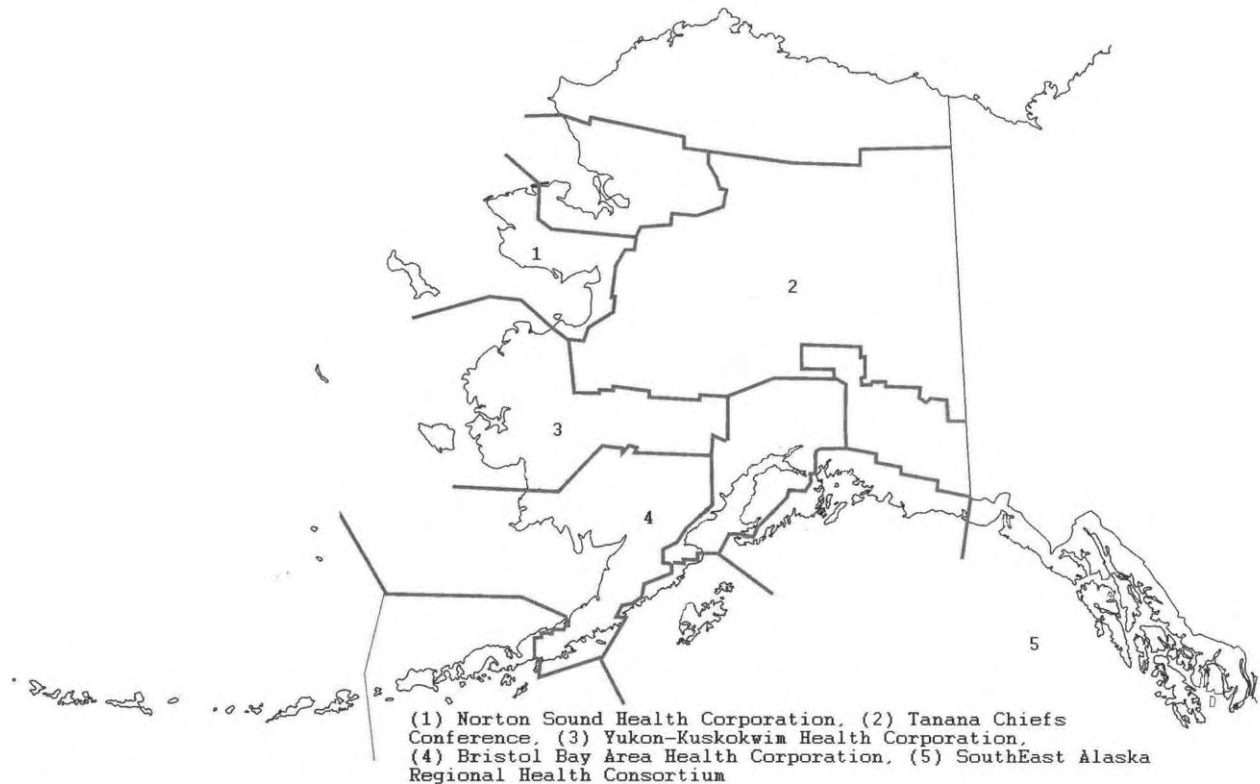 1
2
3
4
5
(1) Norton Sound Health Corporation, (2) Tanana Chiefs
Conference, (3) Yukon-Kuskokwim Health Corporation,
(4) Bristol Bay Area Health Corporation, (5) SouthEast Alaska
Regional Health Consortium